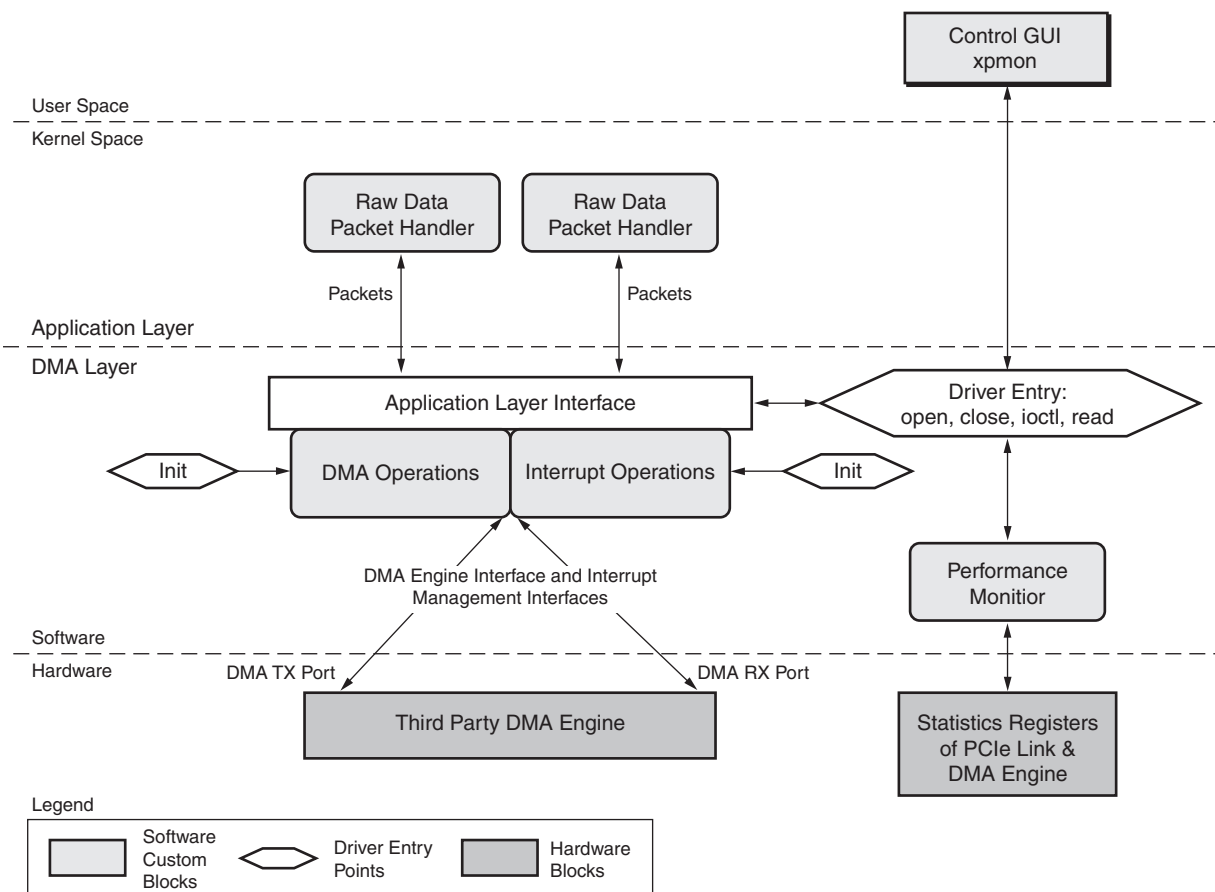 Control GUI
xpmon
User Space
Kernel Space
Raw Data
Packet Handler
Raw Data
Packet Handler
Packets
Packets
Application Layer
DMA Layer
Application Layer Interface
Driver Entry:
open, close, ioctl, read
Init
DMA Operations
Interrupt Operations
Init
DMA Engine Interface and Interrupt
Management Interfaces
Performance
Monitior
Software
Hardware
DMA TX Port
DMA RX Port
Third Party DMA Engine
Statistics Registers
of PCIe Link &
DMA Engine
Legend
Software
Custom
Blocks
Driver Entry
Points
Hardware
Blocks